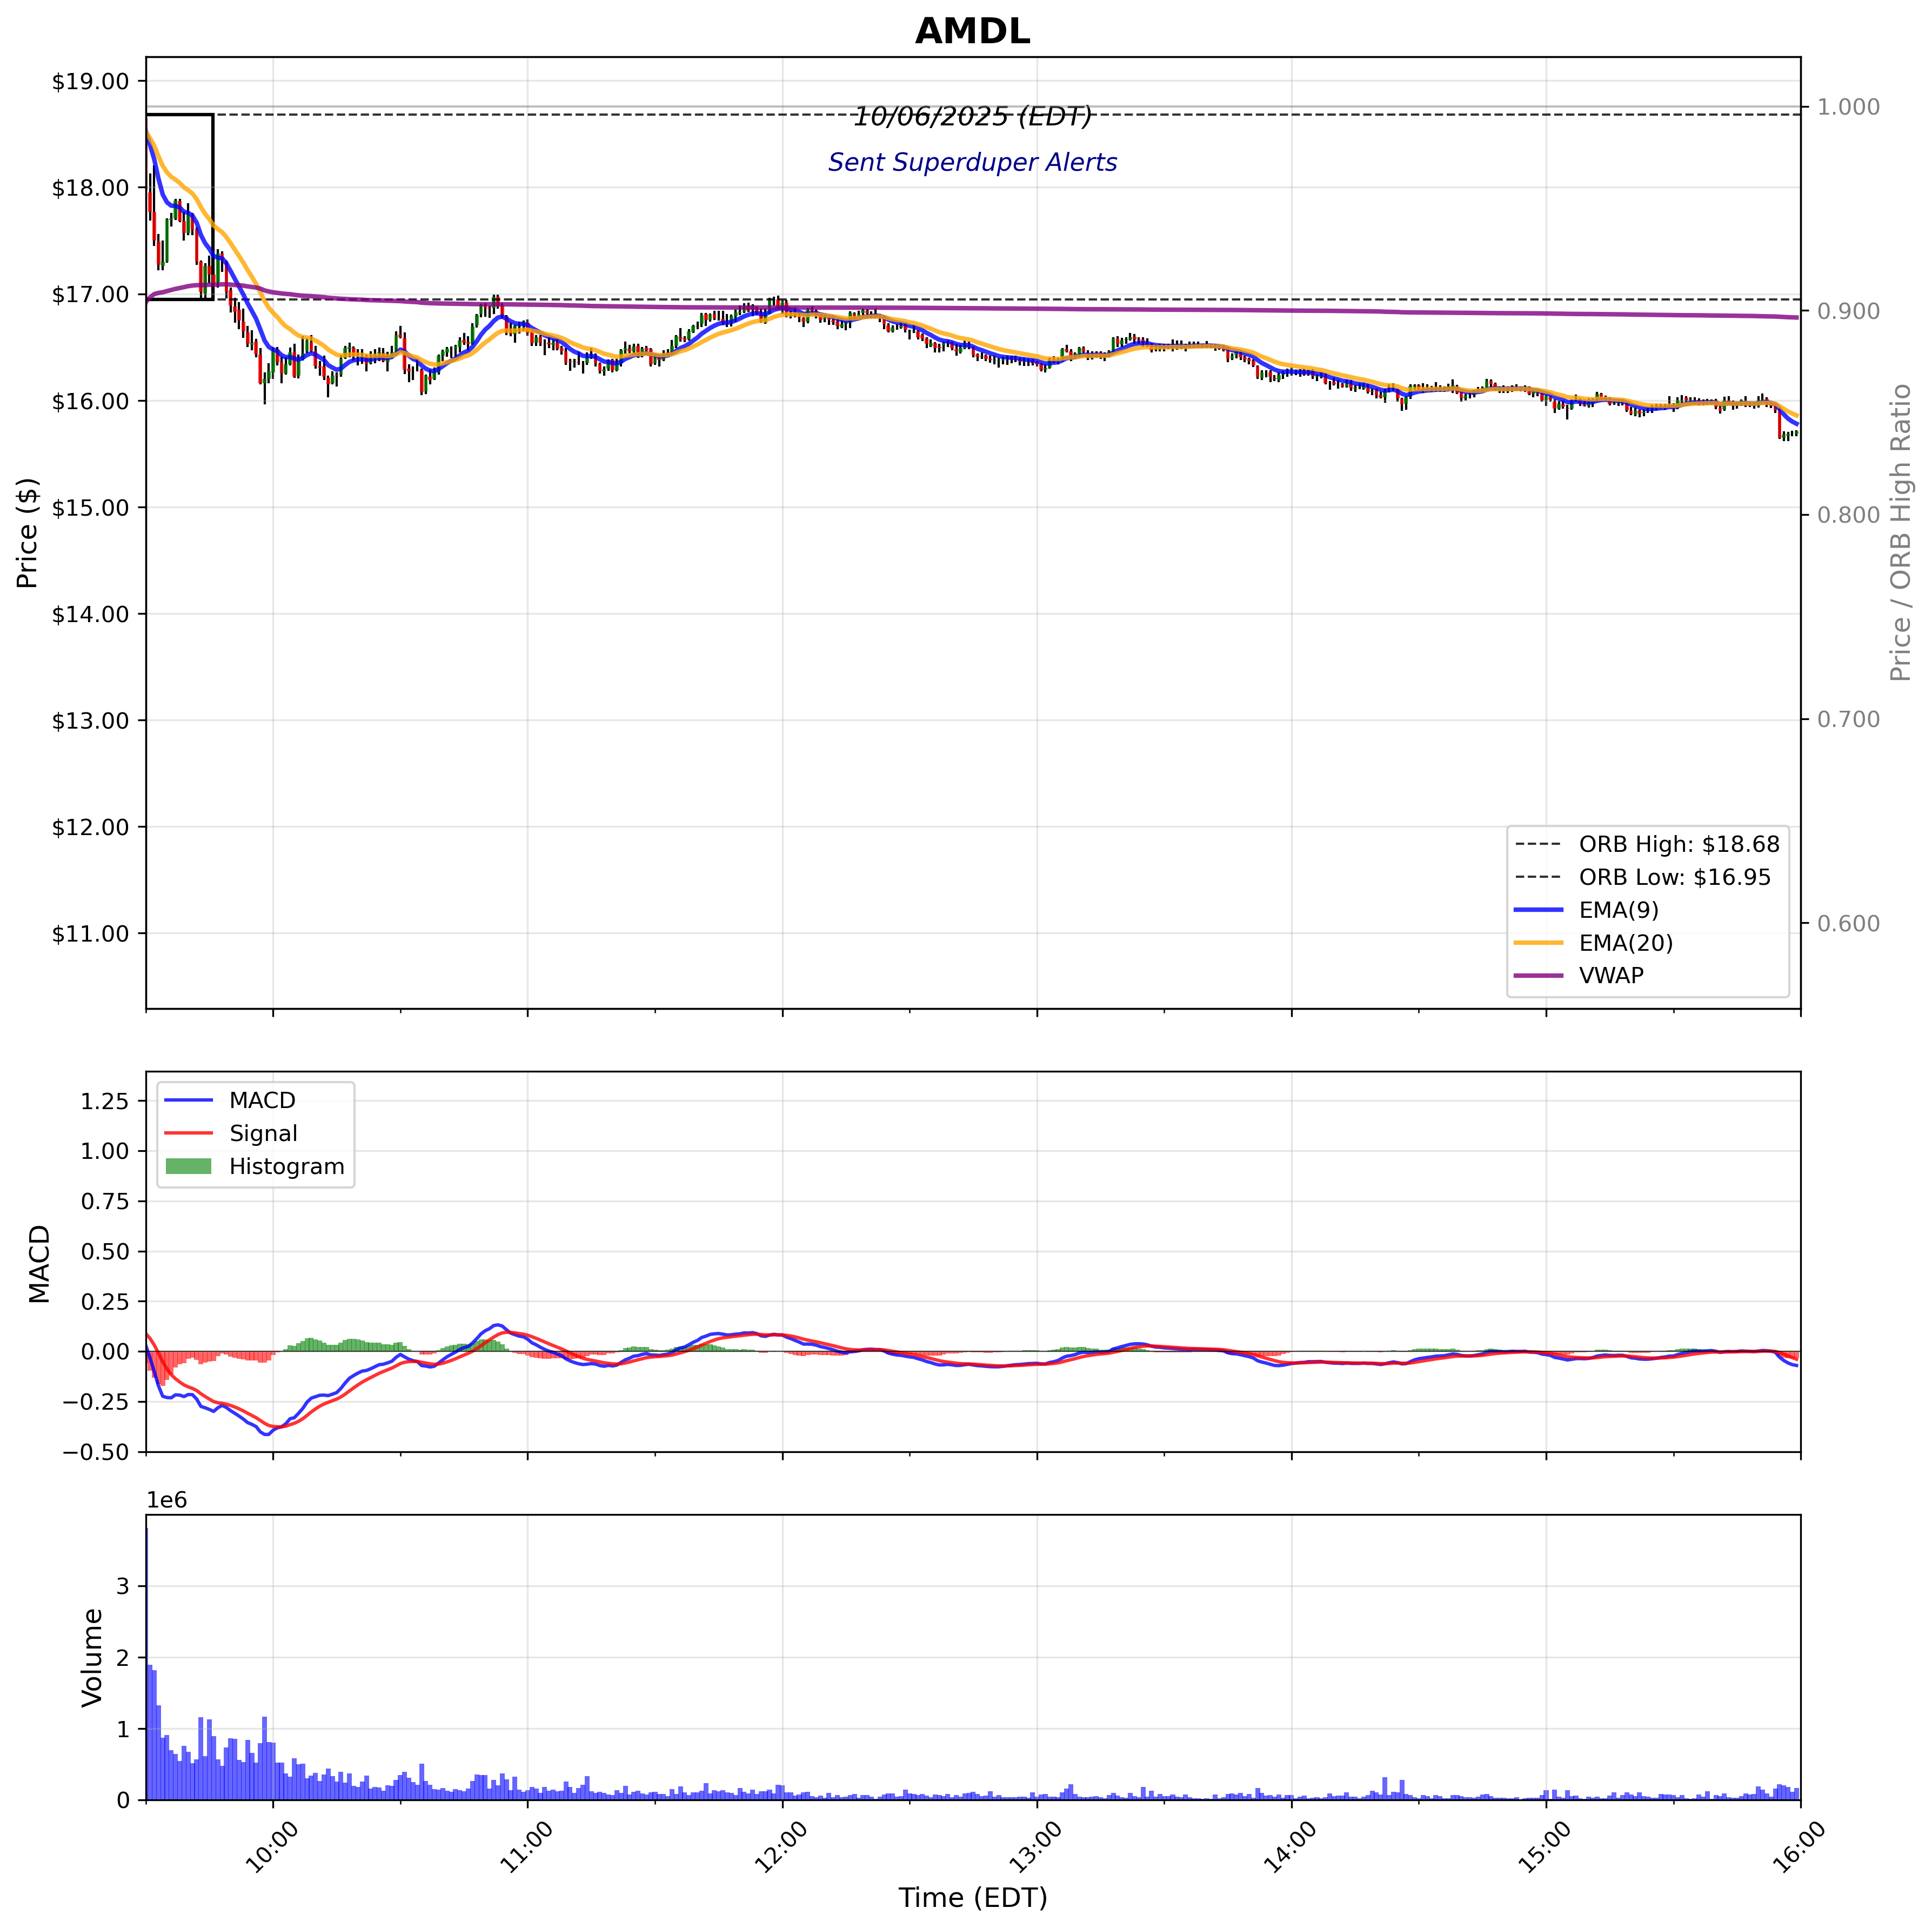 AMDL
$19.00
$18.00
$17.00
$16.00
$15.00
$14.00
$13.00
$12.00
$11.00
Price ($)
10/06/2025 (EDT)
Sent Superduper Alerts
1.000
0.900
0.800
0.700
0.600
Price / ORB High Ratio
ORB High: $18.68
ORB Low: $16.95
EMA(9)
EMA(20)
VWAP
MACD
Signal
Histogram
1.25
1.00
0.75
0.50
0.25
0.00
−0.25
−0.50
MACD
1e6
3
2
1
0
Volume
10:00
11:00
12:00
13:00
14:00
15:00
16:00
Time (EDT)